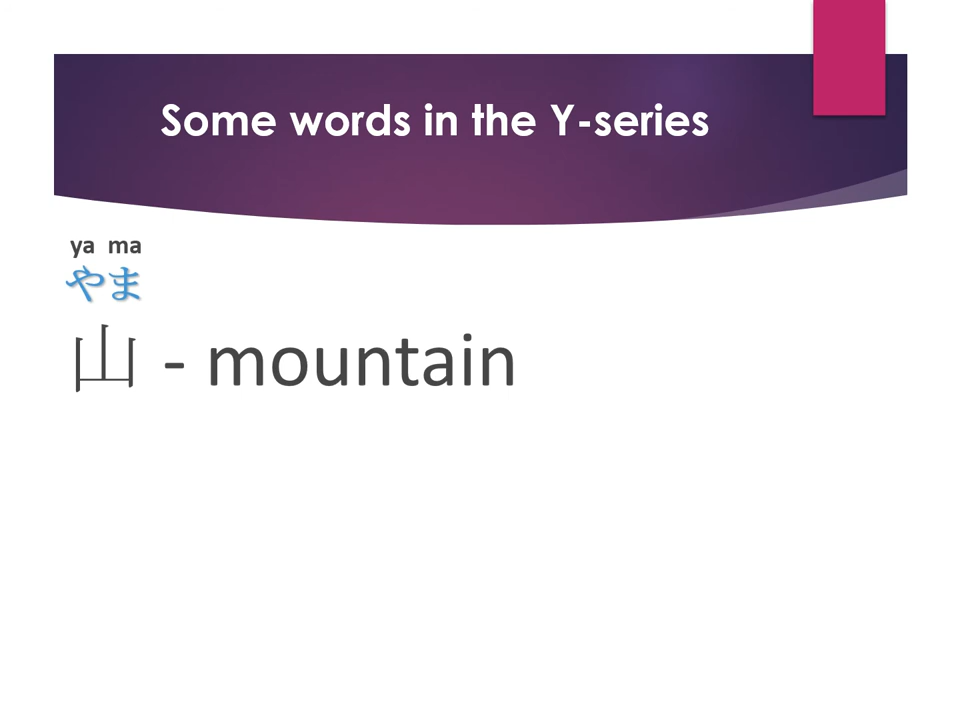 Some words in the Y-series
ya ma
やま
山 - mountain